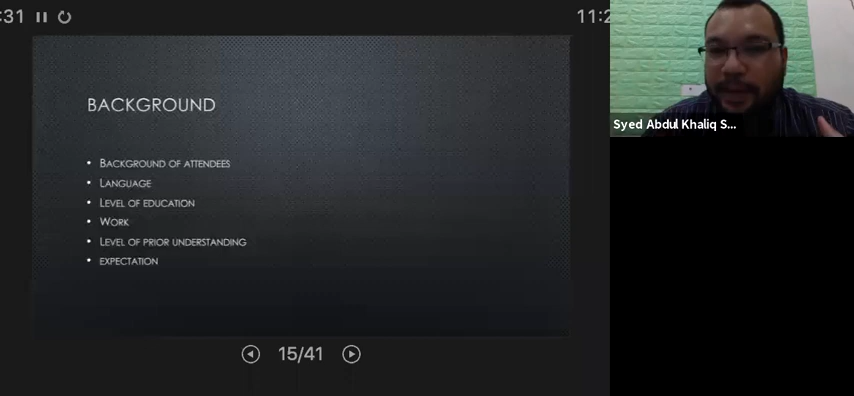 :31
11:2
BACKGROUND
• BACKGROUND OF ATTENDEES
• LANGUAGE
• LEVEL OF EDUCATION
• WORK
• LEVEL OF PRIOR UNDERSTANDING
• EXPECTATION
15/41
Syed Abdul Khaliq S...